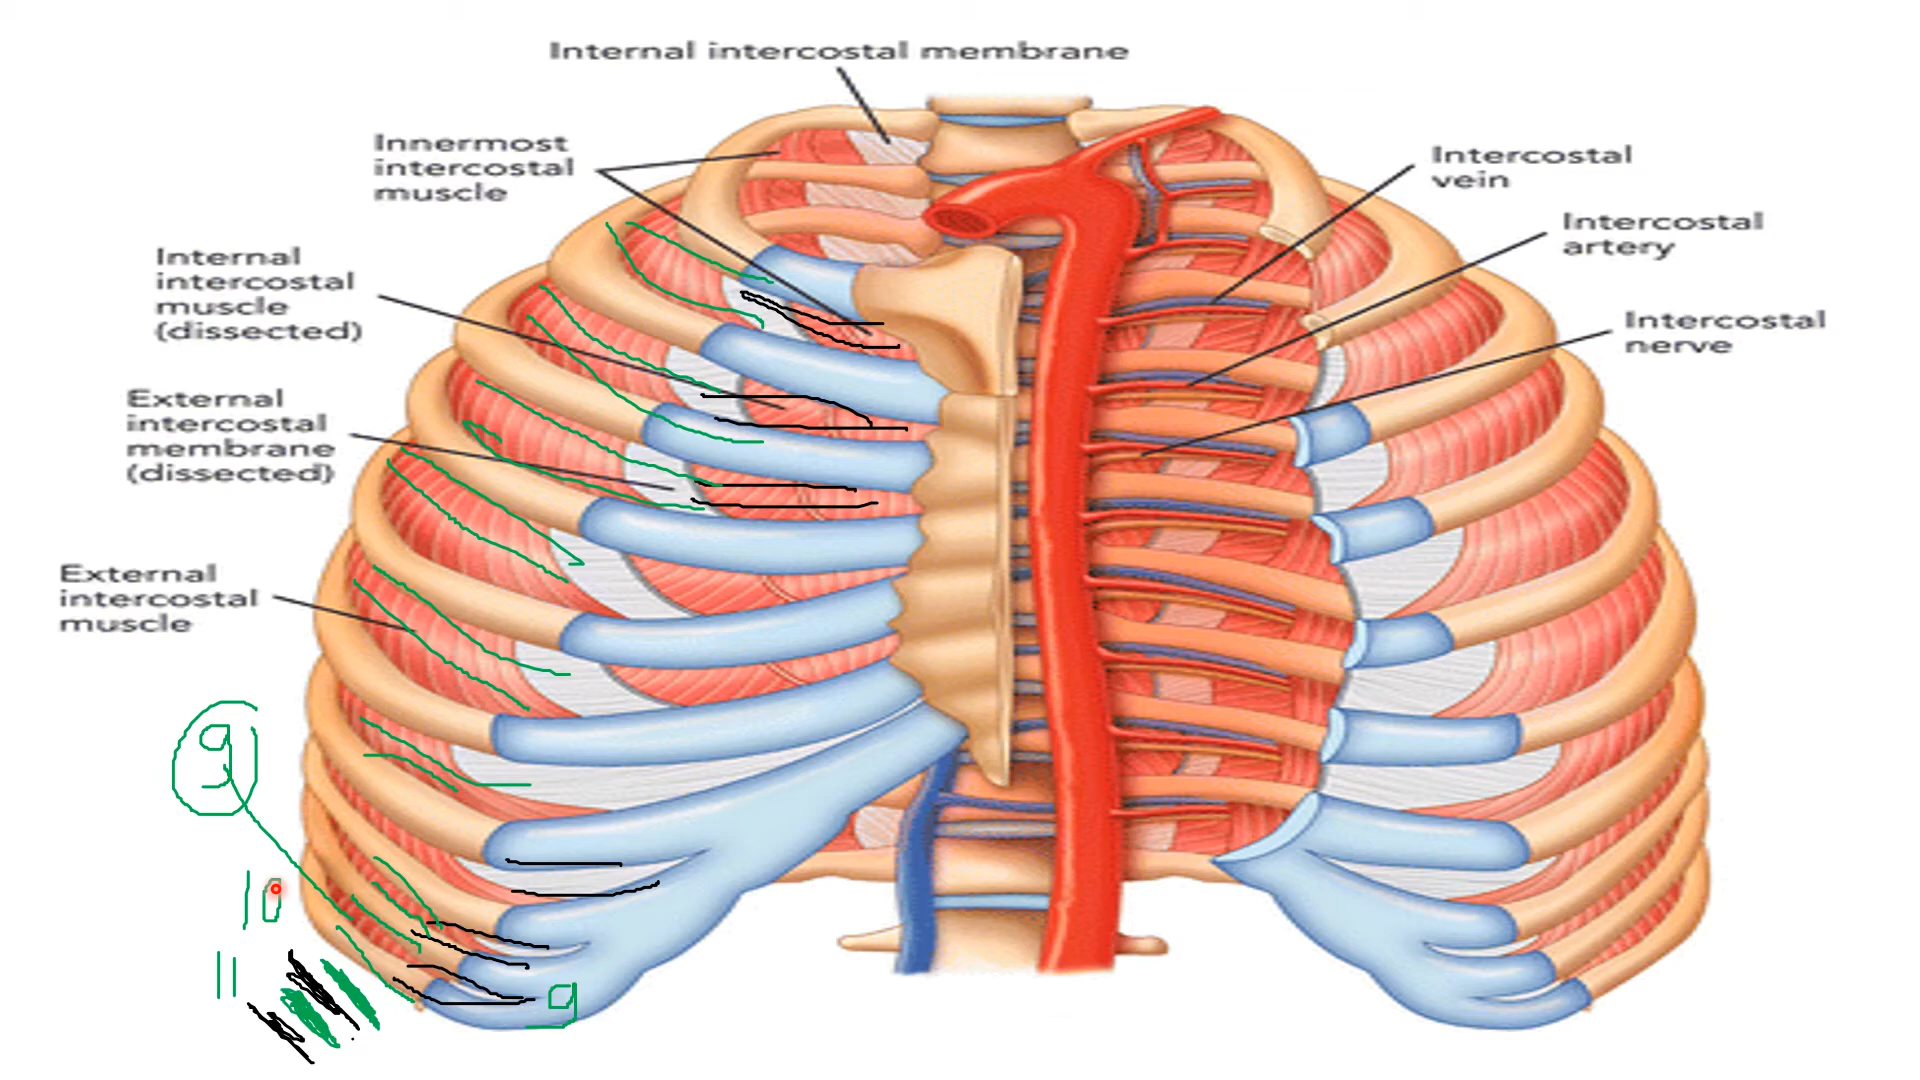 Internal intercostal membrane
Innermost
intercostal
muscle
Intercostal
vein
Intercostal
artery
Internal
intercostal
muscle
(dissected)
Intercostal
nerve
External
intercostal
membrane
(dissected)
External
intercostal
muscle
9
10
11
9